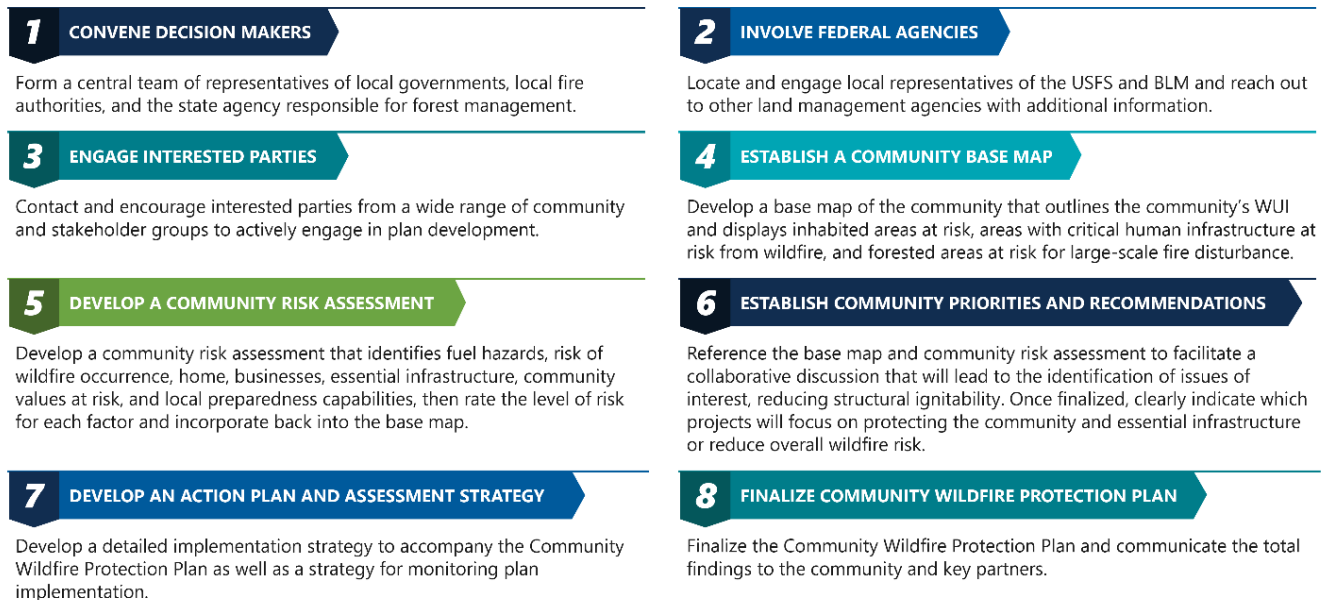 1 CONVENE DECISION MAKERS
Form a central team of representatives of local governments, local fire
authorities, and the state agency responsible for forest management.
2 INVOLVE FEDERAL AGENCIES
Locate and engage local representatives of the USFS and BLM and reach out
to other land management agencies with additional information.
3 ENGAGE INTERESTED PARTIES
Contact and encourage interested parties from a wide range of community
and stakeholder groups to actively engage in plan development.
4 ESTABLISH A COMMUNITY BASE MAP
Develop a base map of the community that outlines the community's WUI
and displays inhabited areas at risk, areas with critical human infrastructure at
risk from wildfire, and forested areas at risk for large-scale fire disturbance.
5 DEVELOP A COMMUNITY RISK ASSESSMENT
Develop a community risk assessment that identifies fuel hazards, risk of
wildfire occurrence, home, businesses, essential infrastructure, community
values at risk, and local preparedness capabilities, then rate the level of risk
for each factor and incorporate back into the base map.
6 ESTABLISH COMMUNITY PRIORITIES AND RECOMMENDATIONS
Reference the base map and community risk assessment to facilitate a
collaborative discussion that will lead to the identification of issues of
interest, reducing structural ignitability. Once finalized, clearly indicate which
projects will focus on protecting the community and essential infrastructure
or reduce overall wildfire risk.
7 DEVELOP AN ACTION PLAN AND ASSESSMENT STRATEGY
Develop a detailed implementation strategy to accompany the Community
Wildfire Protection Plan as well as a strategy for monitoring plan
implementation.
8 FINALIZE COMMUNITY WILDFIRE PROTECTION PLAN
Finalize the Community Wildfire Protection Plan and communicate the total
findings to the community and key partners.